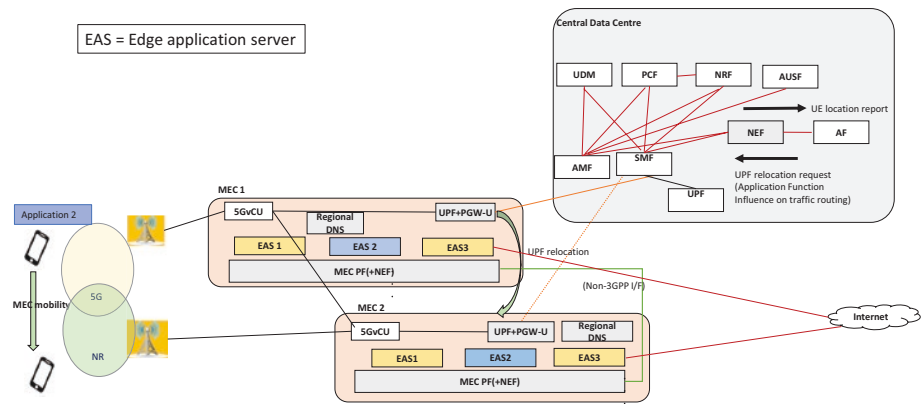 EAS = Edge application server
Central Data Centre
UDM
PCF
NRF
AUSF
UE location report
NEF
AF
AMF
SMF
UPF relocation request
(Application Function
Influence on traffic routing)
UPF
MEC 1
Application 2
5GvCU
Regional
DNS
UPF+PGW-U
EAS 1
EAS 2
EAS3
UPF relocation
MEC PF(+NEF)
(Non-3GPP I/F)
MEC mobility
5G
NR
MEC 2
5GvCU
UPF+PGW-U
Regional
DNS
EAS1
EAS2
EAS3
MEC PF(+NEF)
Internet